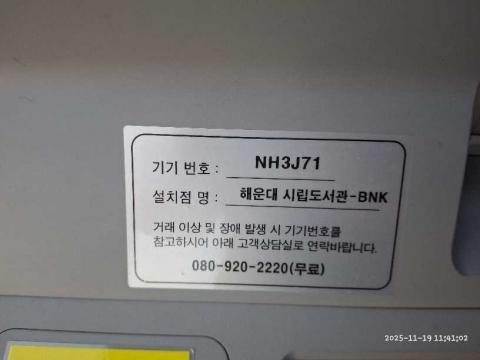 기기 번호 : NH3J71
설치점 명 : 해운대 시립도서관-BNK
거래 이상 및 장애 발생 시 기기번호를
참고하시어 아래 고객상담실로 연락바랍니다.
080-920-2220(무료)
2025-11-19 11:41:02